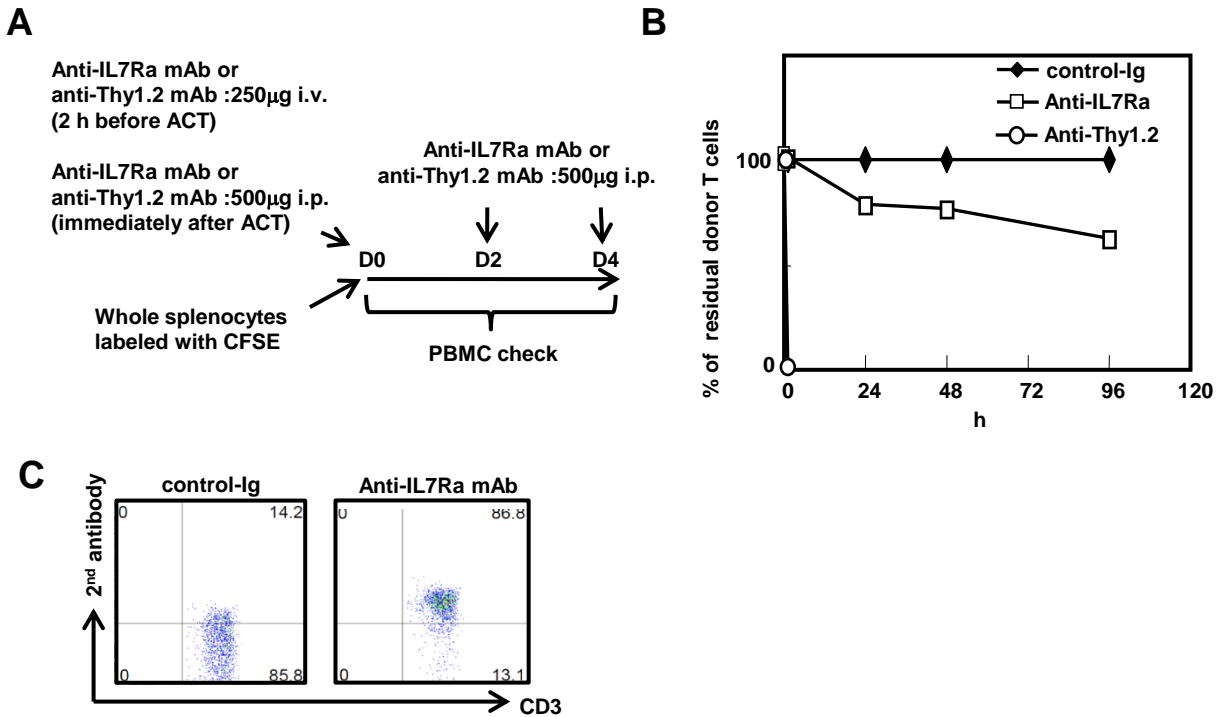 A
Anti-IL7Ra mAb or
anti-Thy1.2 mAb :250μg i.v.
(2 h before ACT)
Anti-IL7Ra mAb or
anti-Thy1.2 mAb :500μg i.p.
(immediately after ACT)
Anti-IL7Ra mAb or
anti-Thy1.2 mAb :500μg i.p.
D0
D2
D4
Whole splenocytes
labeled with CFSE
PBMC check
B
control-Ig
Anti-IL7Ra
Anti-Thy1.2
% of residual donor T cells
100
0
0 24 48 72 96 120
h
C
control-Ig
Anti-IL7Ra mAb
2nd antibody
0 14.2
0 85.8
0 86.8
0 13.1
CD3